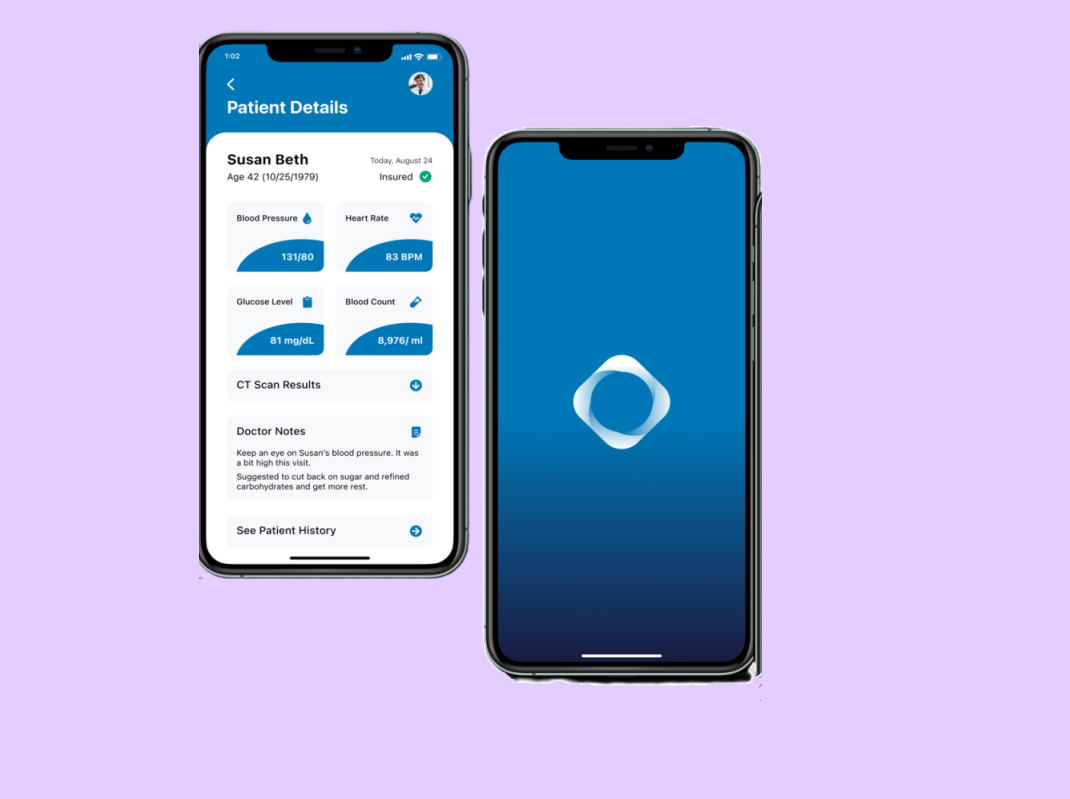 1:02
Patient Details
Susan Beth
Today, August 24
Age 42 (10/25/1979)
Insured
Blood Pressure
Heart Rate
131/80
83 BPM
Glucose Level
Blood Count
81 mg/dL
8,976/ ml
CT Scan Results
Doctor Notes
Keep an eye on Susan's blood pressure. It was
a bit high this visit.
Suggested to cut back on sugar and refined
carbohydrates and get more rest.
See Patient History